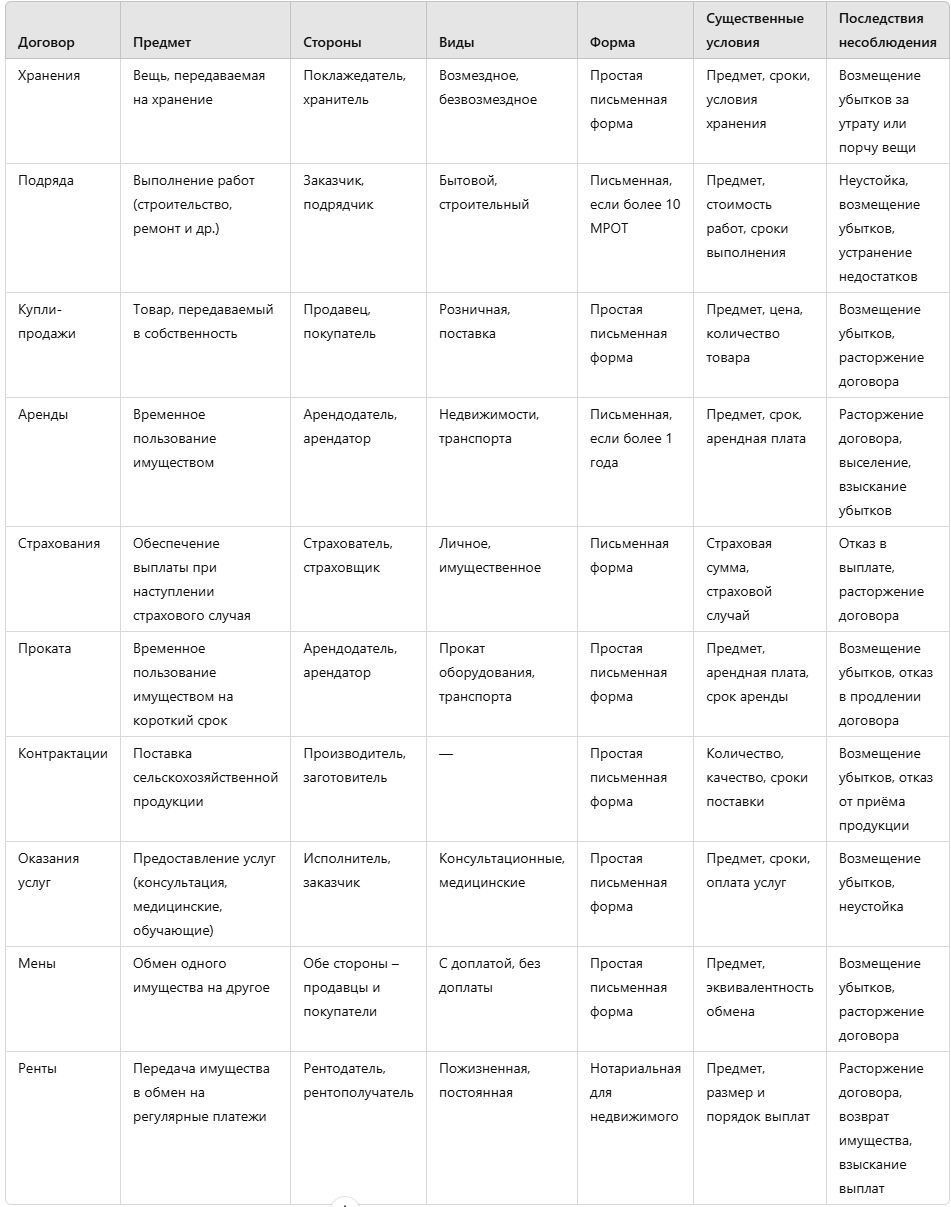 Договор
Предмет
Стороны
Виды
Форма
Существенные
условия
Последствия
несоблюдения
Хранения
Вещь, передаваемая
на хранение
Поклажедатель,
хранитель
Возмездное,
безвозмездное
Простая
письменная
форма
Предмет, сроки,
условия
хранения
Возмещение
убытков за
утрату или
порчу вещи
Подряда
Выполнение работ
(строительство,
ремонт и др.)
Заказчик,
подрядчик
Бытовой,
строительный
Письменная,
если более 10
МРОТ
Предмет,
стоимость
работ, сроки
выполнения
Неустойка,
возмещение
убытков,
устранение
недостатков
Купли-
продажи
Товар, передаваемый
в собственность
Продавец,
покупатель
Розничная,
поставка
Простая
письменная
форма
Предмет, цена,
количество
товара
Возмещение
убытков,
расторжение
договора
Аренды
Временное
пользование
имуществом
Арендодатель,
арендатор
Недвижимости,
транспорта
Письменная,
если более 1
года
Предмет, срок,
арендная плата
Расторжение
договора,
выселение,
взыскание
убытков
Страхования
Обеспечение
выплаты при
наступлении
страхового случая
Страхователь,
страховщик
Личное,
имущественное
Письменная
форма
Страховая
сумма,
страховой
случай
Отказ в
выплате,
расторжение
договора
Проката
Временное
пользование
имуществом на
короткий срок
Арендодатель,
арендатор
Прокат
оборудования,
транспорта
Простая
письменная
форма
Предмет,
арендная плата,
срок аренды
Возмещение
убытков, отказ
в продлении
договора
Контрактации
Поставка
сельскохозяйственной
продукции
Производитель,
заготовитель
—
Простая
письменная
форма
Количество,
качество, сроки
поставки
Возмещение
убытков, отказ
от приёма
продукции
Оказания
услуг
Предоставление услуг
(консультация,
медицинские,
обучающие)
Исполнитель,
заказчик
Консультационные,
медицинские
Простая
письменная
форма
Предмет, сроки,
оплата услуг
Возмещение
убытков,
неустойка
Мены
Обмен одного
имущества на другое
Обе стороны –
продавцы и
покупатели
С доплатой, без
доплаты
Простая
письменная
форма
Предмет,
эквивалентность
обмена
Возмещение
убытков,
расторжение
договора
Ренты
Передача имущества
в обмен на
регулярные платежи
Рентодатель,
рентополучатель
Пожизненная,
постоянная
Нотариальная
для
недвижимого
Предмет,
размер и
порядок выплат
Расторжение
договора,
возврат
имущества,
взыскание
выплат